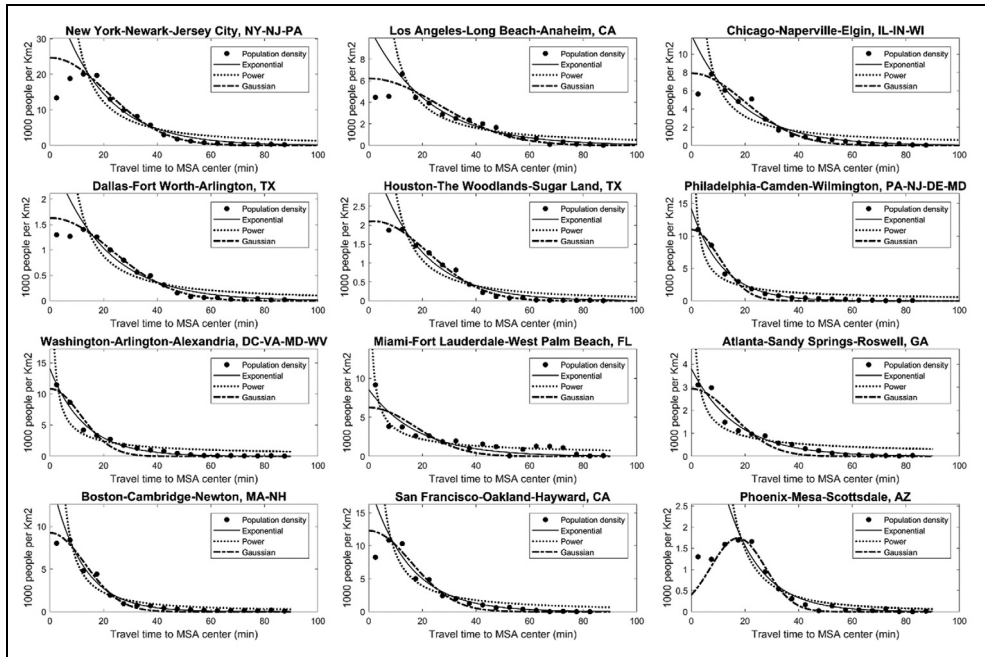 New York-Newark-Jersey City, NY-NJ-PA
1000 people per Km2
30
20
10
0
0 20 40 60 80 100
Travel time to MSA center (min)
Population density
Exponential
Power
Gaussian
Los Angeles-Long Beach-Anaheim, CA
1000 people per Km2
8
6
4
2
0
0 20 40 60 80 100
Travel time to MSA center (min)
Population density
Exponential
Power
Gaussian
Chicago-Naperville-Elgin, IL-IN-WI
1000 people per Km2
10
8
6
4
2
0
0 20 40 60 80 100
Travel time to MSA center (min)
Population density
Exponential
Power
Gaussian
Dallas-Fort Worth-Arlington, TX
1000 people per Km2
2
1.5
1
0.5
0
0 20 40 60 80 100
Travel time to MSA center (min)
Population density
Exponential
Power
Gaussian
Houston-The Woodlands-Sugar Land, TX
1000 people per Km2
2.5
2
1.5
1
0.5
0
0 20 40 60 80 100
Travel time to MSA center (min)
Population density
Exponential
Power
Gaussian
Philadelphia-Camden-Wilmington, PA-NJ-DE-MD
1000 people per Km2
15
10
5
0
0 20 40 60 80 100
Travel time to MSA center (min)
Population density
Exponential
Power
Gaussian
Washington-Arlington-Alexandria, DC-VA-MD-WV
1000 people per Km2
15
10
5
0
0 20 40 60 80 100
Travel time to MSA center (min)
Population density
Exponential
Power
Gaussian
Miami-Fort Lauderdale-West Palm Beach, FL
1000 people per Km2
10
5
0
0 20 40 60 80 100
Travel time to MSA center (min)
Population density
Exponential
Power
Gaussian
Atlanta-Sandy Springs-Roswell, GA
1000 people per Km2
4
3
2
1
0
0 20 40 60 80 100
Travel time to MSA center (min)
Population density
Exponential
Power
Gaussian
Boston-Cambridge-Newton, MA-NH
1000 people per Km2
10
5
0
0 20 40 60 80 100
Travel time to MSA center (min)
Population density
Exponential
Power
Gaussian
San Francisco-Oakland-Hayward, CA
1000 people per Km2
15
10
5
0
0 20 40 60 80 100
Travel time to MSA center (min)
Population density
Exponential
Power
Gaussian
Phoenix-Mesa-Scottsdale, AZ
1000 people per Km2
2.5
2
1.5
1
0.5
0
0 20 40 60 80 100
Travel time to MSA center (min)
Population density
Exponential
Power
Gaussian